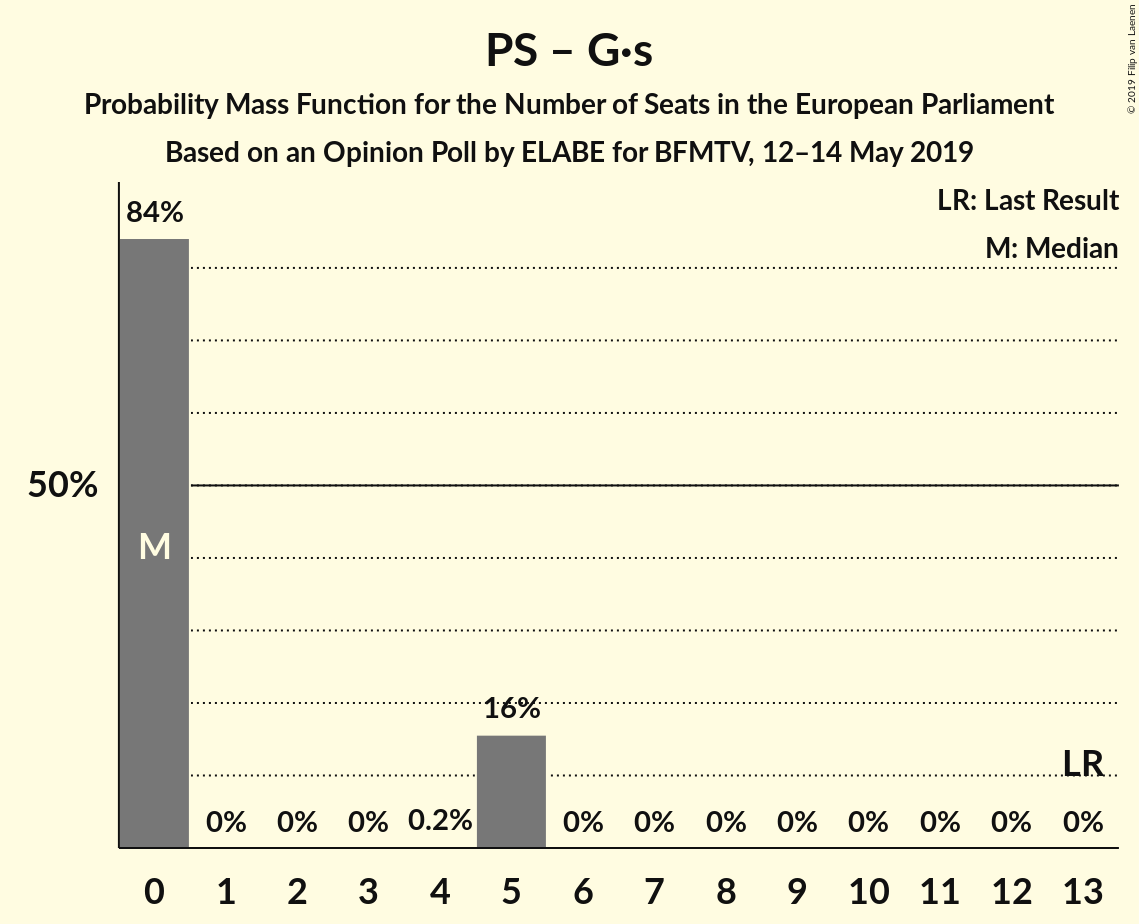 PS – G·s
Probability Mass Function for the Number of Seats in the European Parliament
Based on an Opinion Poll by ELABE for BFMTV, 12–14 May 2019
© 2019 Filip van Laenen
LR: Last Result
M: Median
84%
50%
M
16%
LR
0% 0% 0% 0.2% 0% 0% 0% 0% 0% 0% 0% 0%
0 1 2 3 4 5 6 7 8 9 10 11 12 13